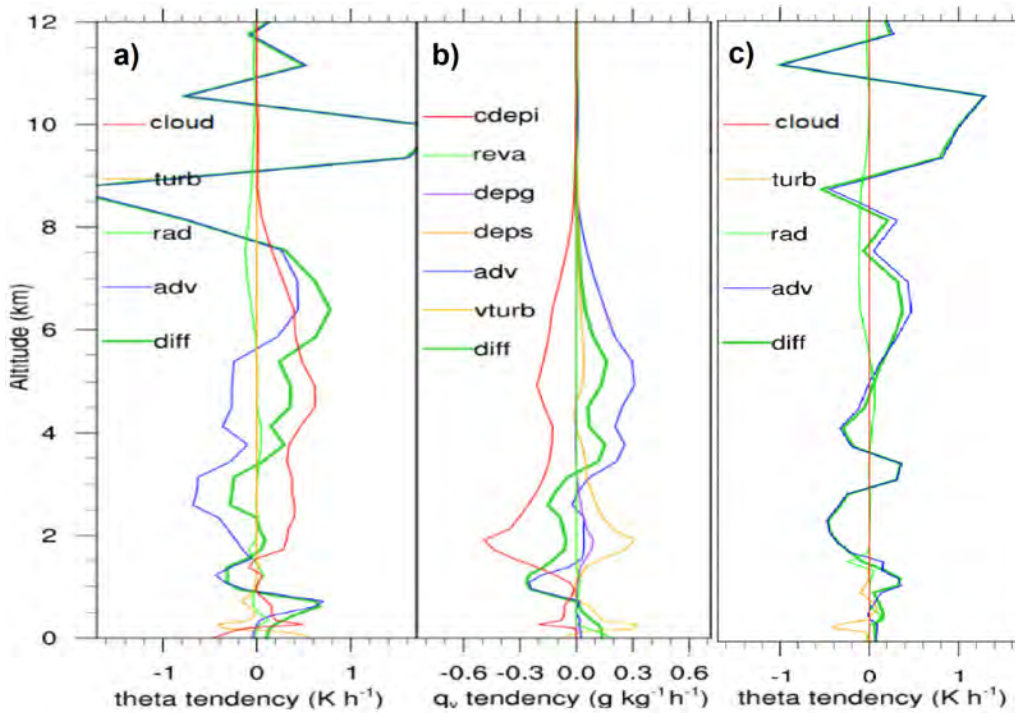 12
10
8
6
4
2
0
Altitude (km)
a)
cloud
turb
rad
adv
diff
-1 0 1
theta tendency (K h⁻¹)
b)
cdepi
reva
depg
deps
adv
vturb
diff
-0.6 -0.3 0.0 0.3 0.6
qᵥ tendency (g kg⁻¹ h⁻¹)
c)
cloud
turb
rad
adv
diff
-1 0 1
theta tendency (K h⁻¹)